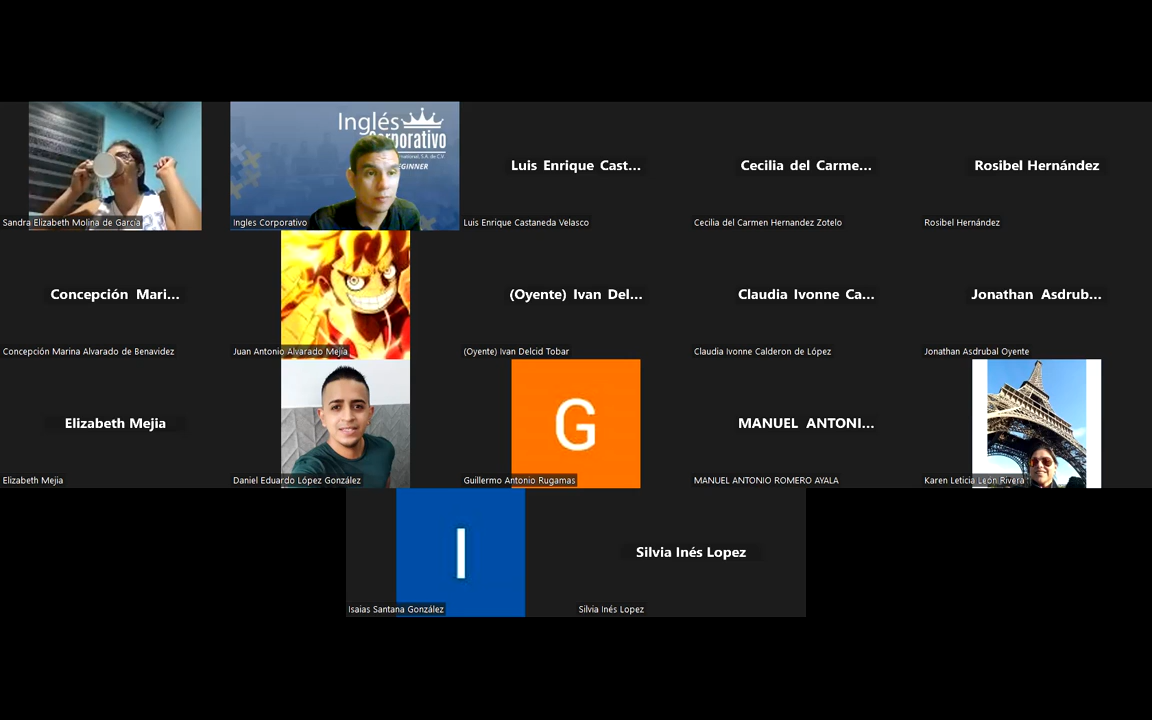 Inglés
Corporativo
International, S.A. de C.V.
BEGINNER
Sandra Elizabeth Molina de García
Ingles Corporativo
Luis Enrique Cast...
Luis Enrique Castaneda Velasco
Cecilia del Carme...
Cecilia del Carmen Hernandez Zotelo
Rosibel Hernández
Rosibel Hernández
Concepción Mari...
Concepción Marina Alvarado de Benavidez
Juan Antonio Alvarado Mejía
(Oyente) Ivan Del...
(Oyente) Ivan Delcid Tobar
Claudia Ivonne Ca...
Claudia Ivonne Calderon de López
Jonathan Asdrub...
Jonathan Asdrubal Oyente
Elizabeth Mejia
Elizabeth Mejia
Daniel Eduardo López González
G
Guillermo Antonio Rugamas
MANUEL ANTONI...
MANUEL ANTONIO ROMERO AYALA
Karen Leticia León Rivera
I
Isaias Santana González
Silvia Inés Lopez
Silvia Inés Lopez